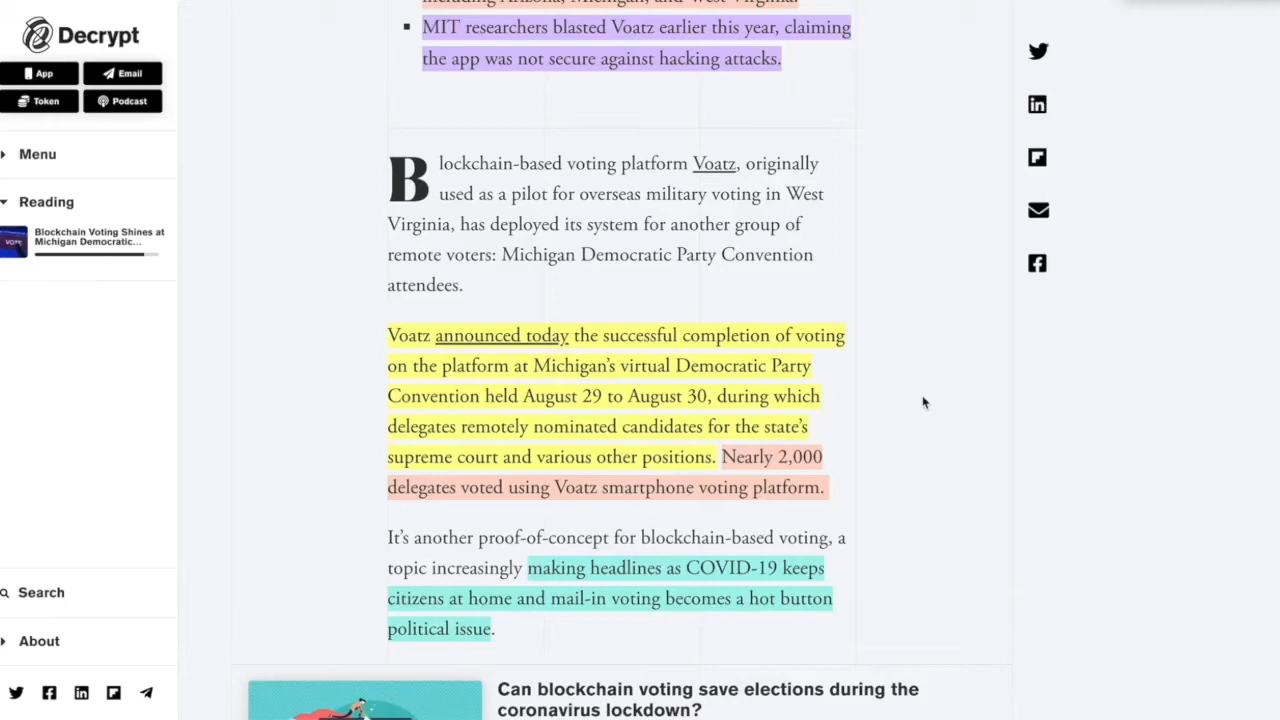 Decrypt
App
Email
Token
Podcast
Menu
Reading
VOTE
Blockchain Voting Shines at
Michigan Democratic...
Search
About
including Arizona, Michigan, and West Virginia.
MIT researchers blasted Voatz earlier this year, claiming
the app was not secure against hacking attacks.
Blockchain-based voting platform Voatz, originally
used as a pilot for overseas military voting in West
Virginia, has deployed its system for another group of
remote voters: Michigan Democratic Party Convention
attendees.
Voatz announced today the successful completion of voting
on the platform at Michigan’s virtual Democratic Party
Convention held August 29 to August 30, during which
delegates remotely nominated candidates for the state’s
supreme court and various other positions. Nearly 2,000
delegates voted using Voatz smartphone voting platform.
It’s another proof-of-concept for blockchain-based voting, a
topic increasingly making headlines as COVID-19 keeps
citizens at home and mail-in voting becomes a hot button
political issue.
Can blockchain voting save elections during the
coronavirus lockdown?